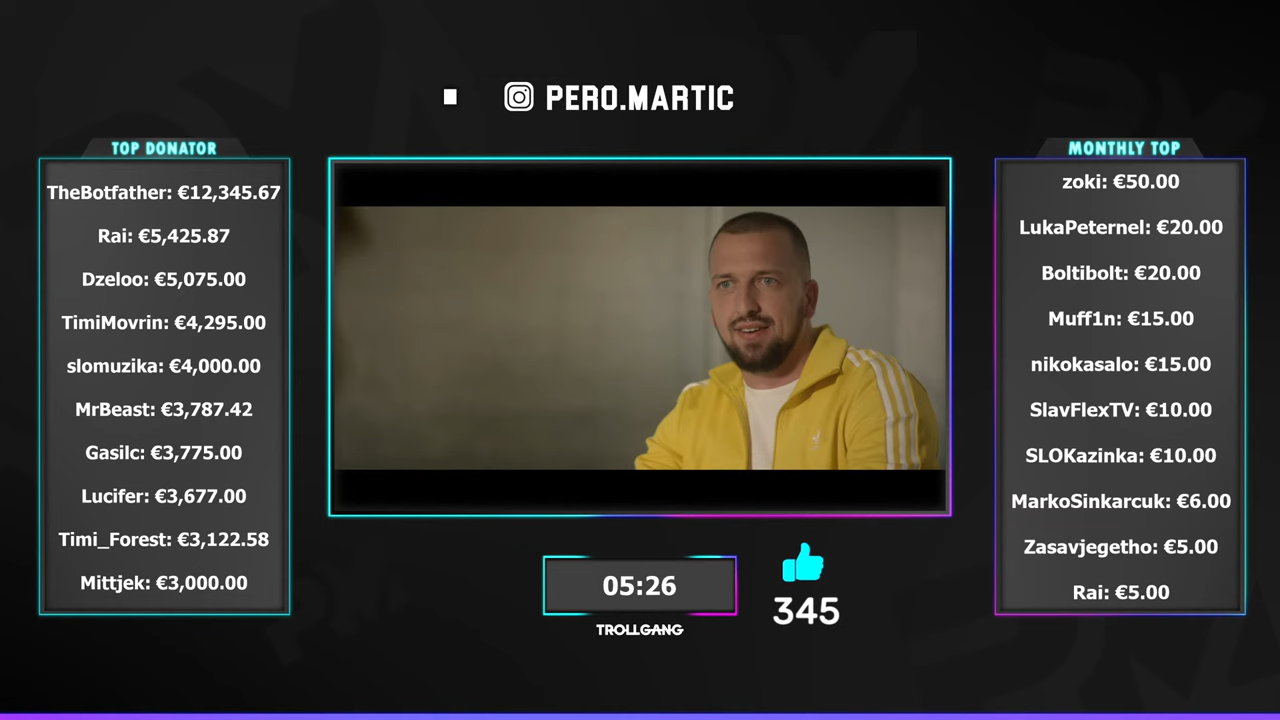 PERO.MARTIC
TOP DONATOR
TheBotfather: €12,345.67
Rai: €5,425.87
Dzeloo: €5,075.00
TimiMovrin: €4,295.00
slomuzika: €4,000.00
MrBeast: €3,787.42
Gasilc: €3,775.00
Lucifer: €3,677.00
Timi_Forest: €3,122.58
Mittjek: €3,000.00
MONTHLY TOP
zoki: €50.00
LukaPeternel: €20.00
Boltibolt: €20.00
Muff1n: €15.00
nikokasalo: €15.00
SlavFlexTV: €10.00
SLOKazinka: €10.00
MarkoSinkarcuk: €6.00
Zasavjegetho: €5.00
Rai: €5.00
05:26
TROLLGANG
345